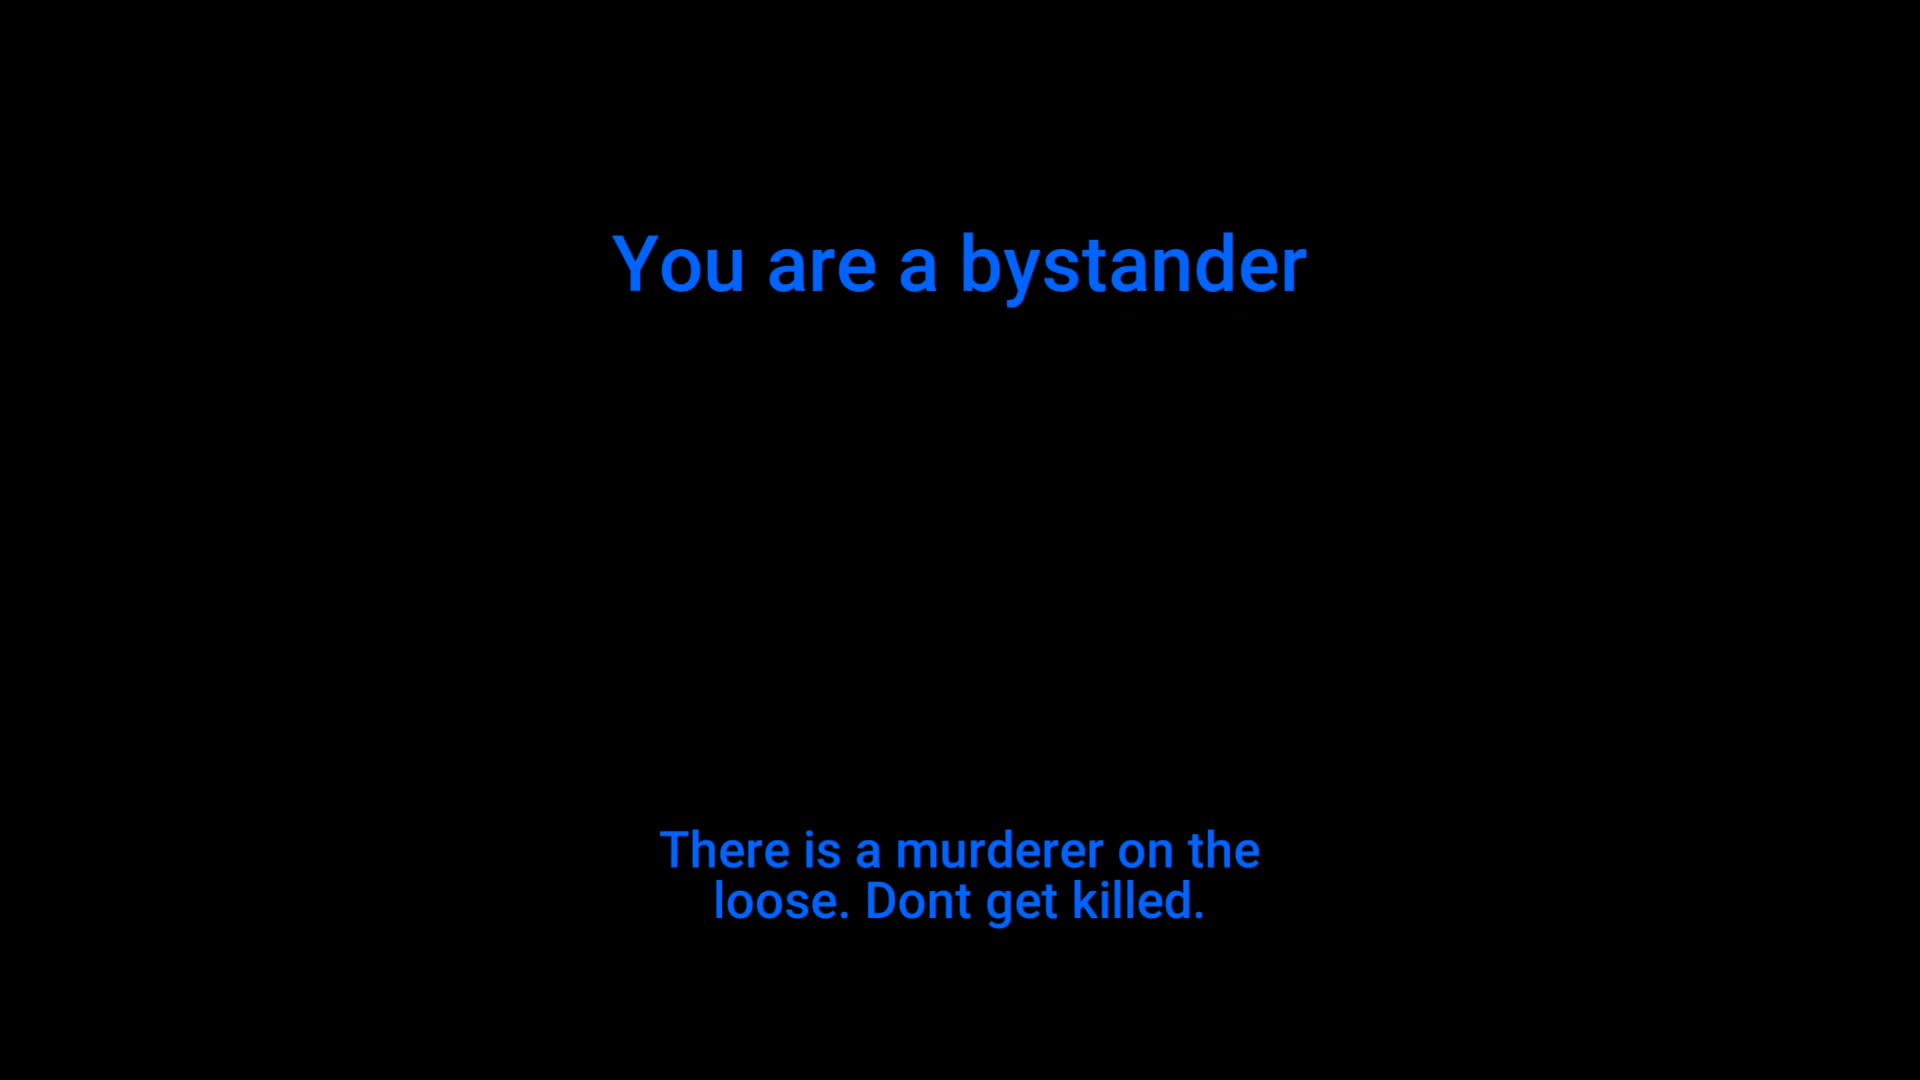 You are a bystander
There is a murderer on the
loose. Dont get killed.